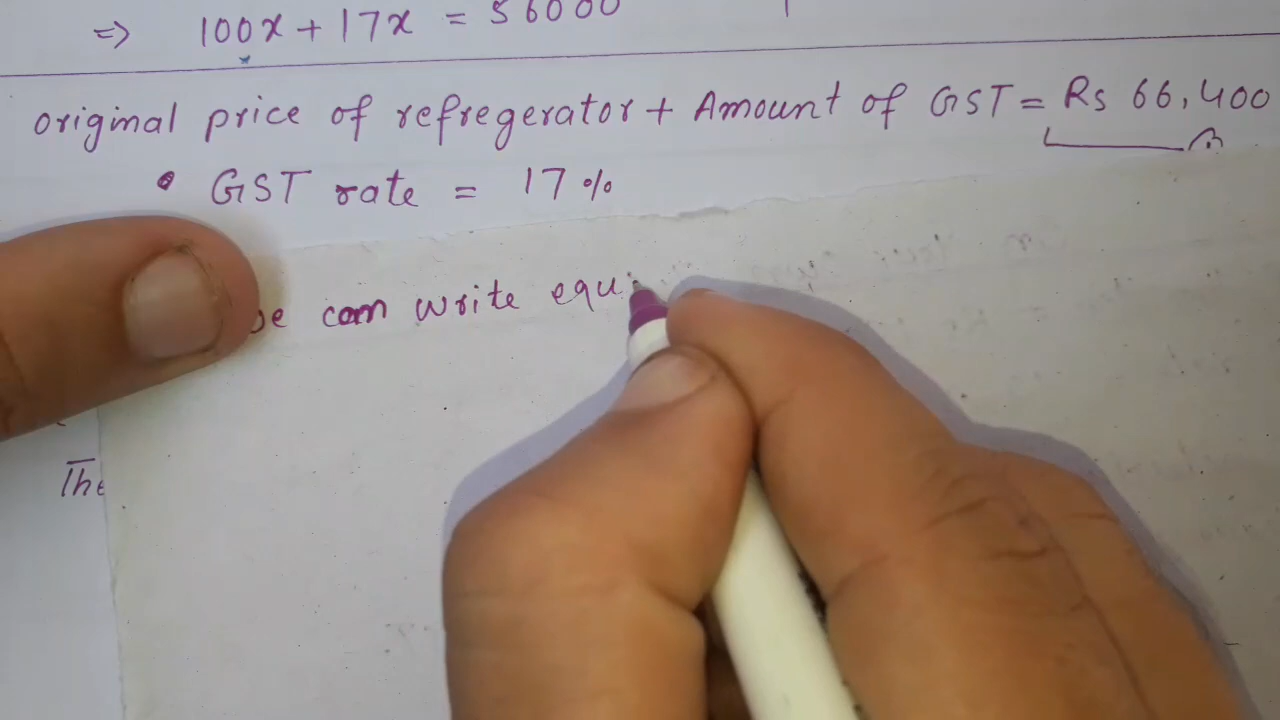 => 100x + 17x = 56000
original price of refregerator + Amount of GST = Rs 66,400
• GST rate = 17%
can write equ
The